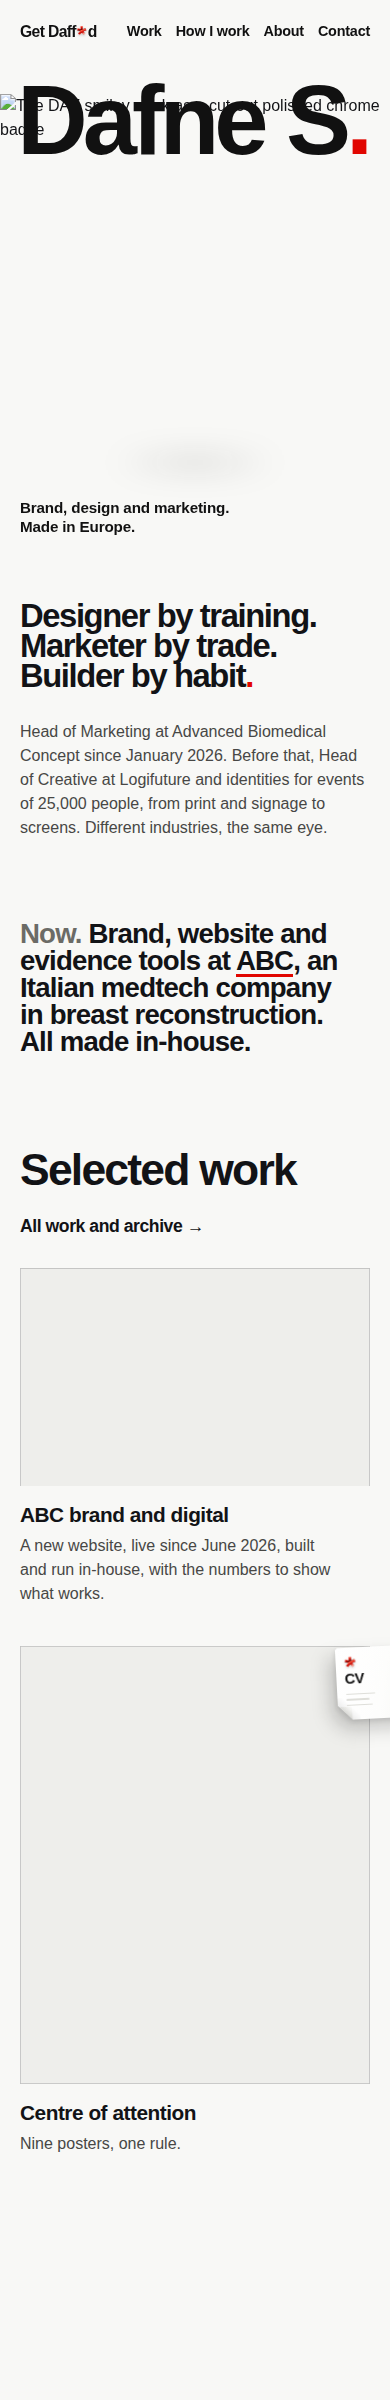 Get Daff*d Work How I work About Contact
Dafne S.
Brand, design and marketing.
Made in Europe.
Designer by training.
Marketer by trade.
Builder by habit.
Head of Marketing at Advanced Biomedical
Concept since January 2026. Before that, Head
of Creative at Logifuture and identities for events
of 25,000 people, from print and signage to
screens. Different industries, the same eye.
Now. Brand, website and
evidence tools at ABC, an
Italian medtech company
in breast reconstruction.
All made in-house.
Selected work
All work and archive →
ABC brand and digital
A new website, live since June 2026, built
and run in-house, with the numbers to show
what works.
* CV
Centre of attention
Nine posters, one rule.